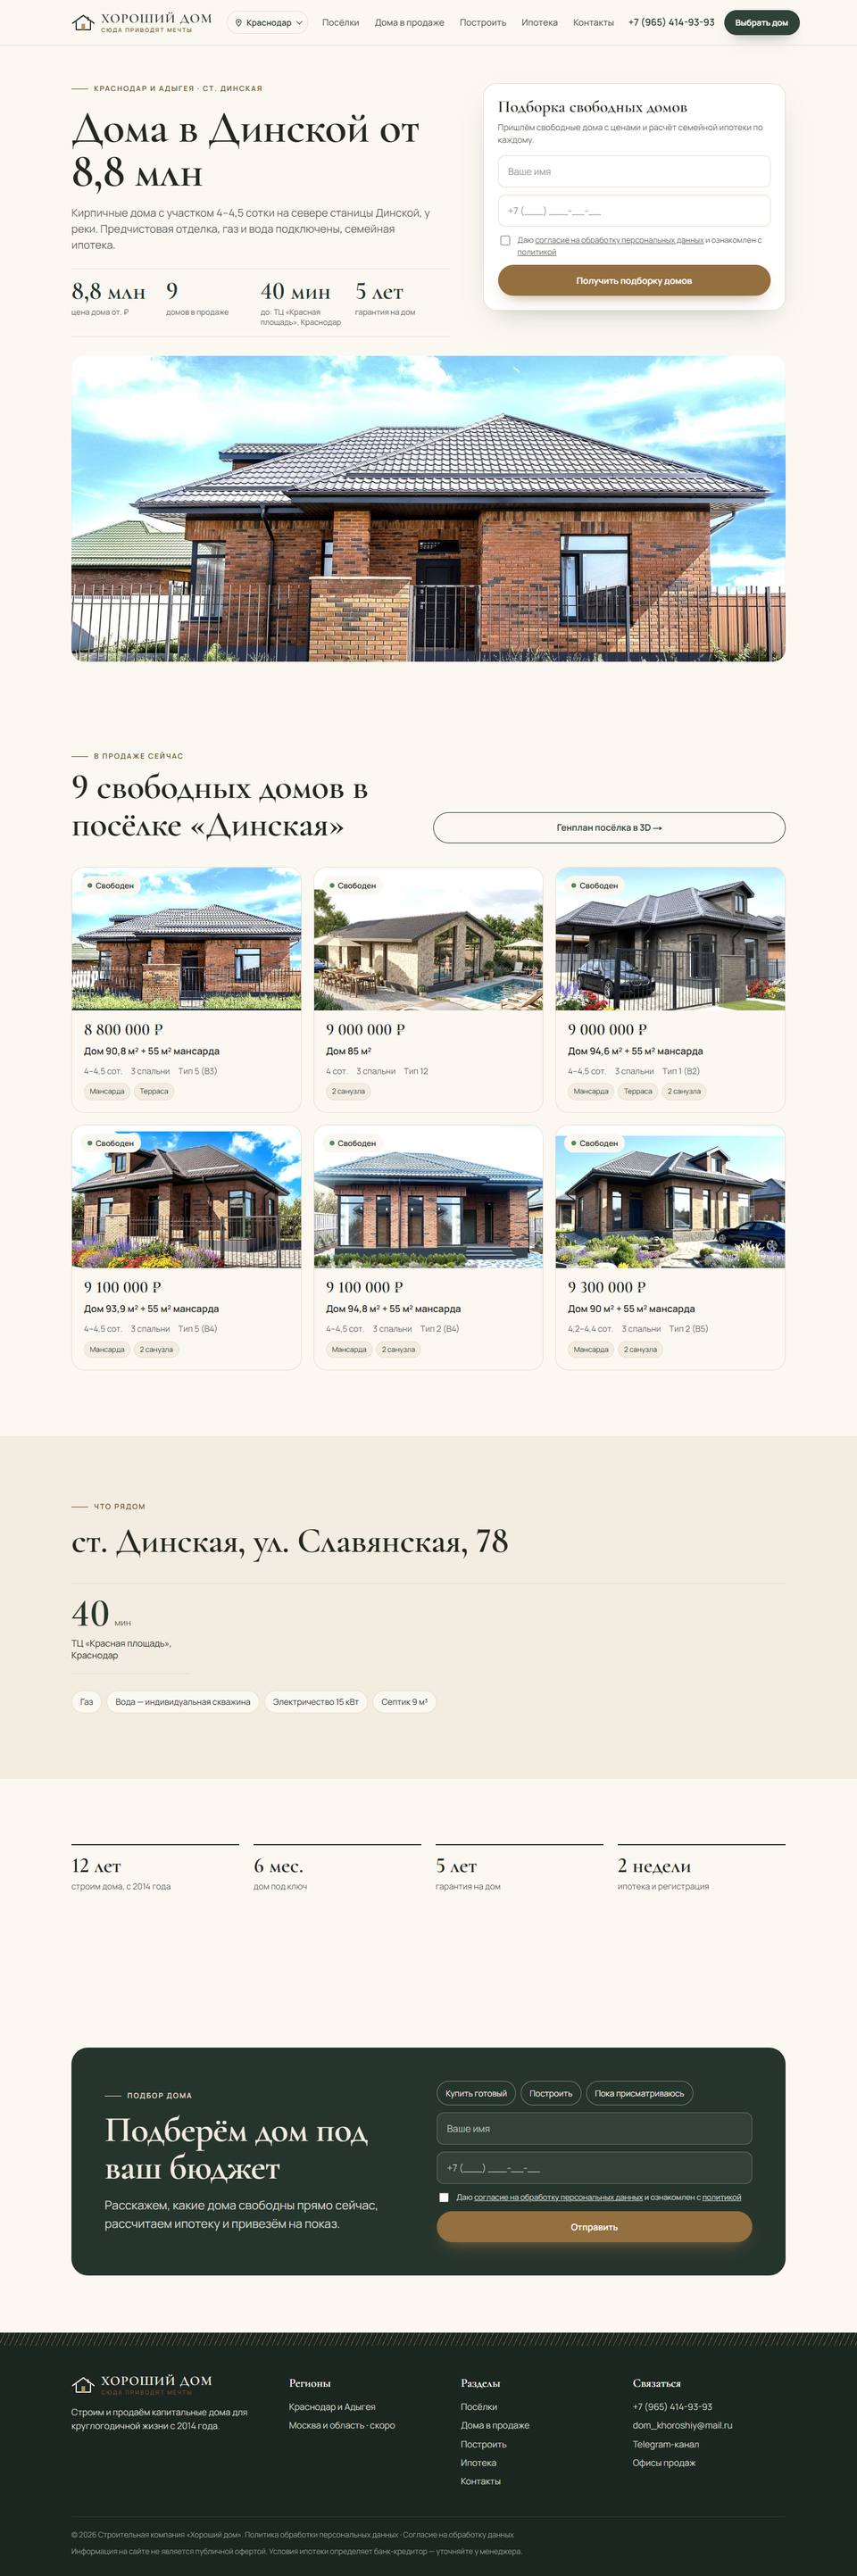 ХОРОШИЙ ДОМ
СЮДА ПРИВОДЯТ МЕЧТЫ
Краснодар
Посёлки
Дома в продаже
Построить
Ипотека
Контакты
+7 (965) 414-93-93
Выбрать дом
КРАСНОДАР И АДЫГЕЯ · СТ. ДИНСКАЯ
Дома в Динской от
8,8 млн
Кирпичные дома с участком 4–4,5 сотки на севере станицы Динской, у
реки. Предчистовая отделка, газ и вода подключены, семейная
ипотека.
8,8 млн
цена дома от, ₽
9
домов в продаже
40 мин
до: ТЦ «Красная
площадь», Краснодар
5 лет
гарантия на дом
Подборка свободных домов
Пришлём свободные дома с ценами и расчёт семейной ипотеки по
каждому.
Ваше имя
+7 (___) ___-__-__
Даю согласие на обработку персональных данных и ознакомлен с
политикой
Получить подборку домов
В ПРОДАЖЕ СЕЙЧАС
9 свободных домов в
посёлке «Динская»
Генплан посёлка в 3D →
Свободен
8 800 000 ₽
Дом 90,8 м² + 55 м² мансарда
4–4,5 сот. 3 спальни Тип 5 (В3)
Мансарда Терраса
Свободен
9 000 000 ₽
Дом 85 м²
4 сот. 3 спальни Тип 12
2 санузла
Свободен
9 000 000 ₽
Дом 94,6 м² + 55 м² мансарда
4–4,5 сот. 3 спальни Тип 1 (В2)
Мансарда Терраса 2 санузла
Свободен
9 100 000 ₽
Дом 93,9 м² + 55 м² мансарда
4–4,5 сот. 3 спальни Тип 5 (В4)
Мансарда 2 санузла
Свободен
9 100 000 ₽
Дом 94,8 м² + 55 м² мансарда
4–4,5 сот. 3 спальни Тип 2 (В4)
Мансарда 2 санузла
Свободен
9 300 000 ₽
Дом 90 м² + 55 м² мансарда
4,2–4,4 сот. 3 спальни Тип 2 (В5)
Мансарда 2 санузла
ЧТО РЯДОМ
ст. Динская, ул. Славянская, 78
40 мин
ТЦ «Красная площадь»,
Краснодар
Газ
Вода — индивидуальная скважина
Электричество 15 кВт
Септик 9 м³
12 лет
строим дома, с 2014 года
6 мес.
дом под ключ
5 лет
гарантия на дом
2 недели
ипотека и регистрация
ПОДБОР ДОМА
Подберём дом под
ваш бюджет
Расскажем, какие дома свободны прямо сейчас,
рассчитаем ипотеку и привезём на показ.
Купить готовый
Построить
Пока присматриваюсь
Ваше имя
+7 (___) ___-__-__
Даю согласие на обработку персональных данных и ознакомлен с политикой
Отправить
ХОРОШИЙ ДОМ
СЮДА ПРИВОДЯТ МЕЧТЫ
Строим и продаём капитальные дома для
круглогодичной жизни с 2014 года.
Регионы
Краснодар и Адыгея
Москва и область · скоро
Разделы
Посёлки
Дома в продаже
Построить
Ипотека
Контакты
Связаться
+7 (965) 414-93-93
dom_khoroshiy@mail.ru
Telegram-канал
Офисы продаж
© 2026 Строительная компания «Хороший дом». Политика обработки персональных данных · Согласие на обработку данных
Информация на сайте не является публичной офертой. Условия ипотеки определяет банк-кредитор — уточняйте у менеджера.